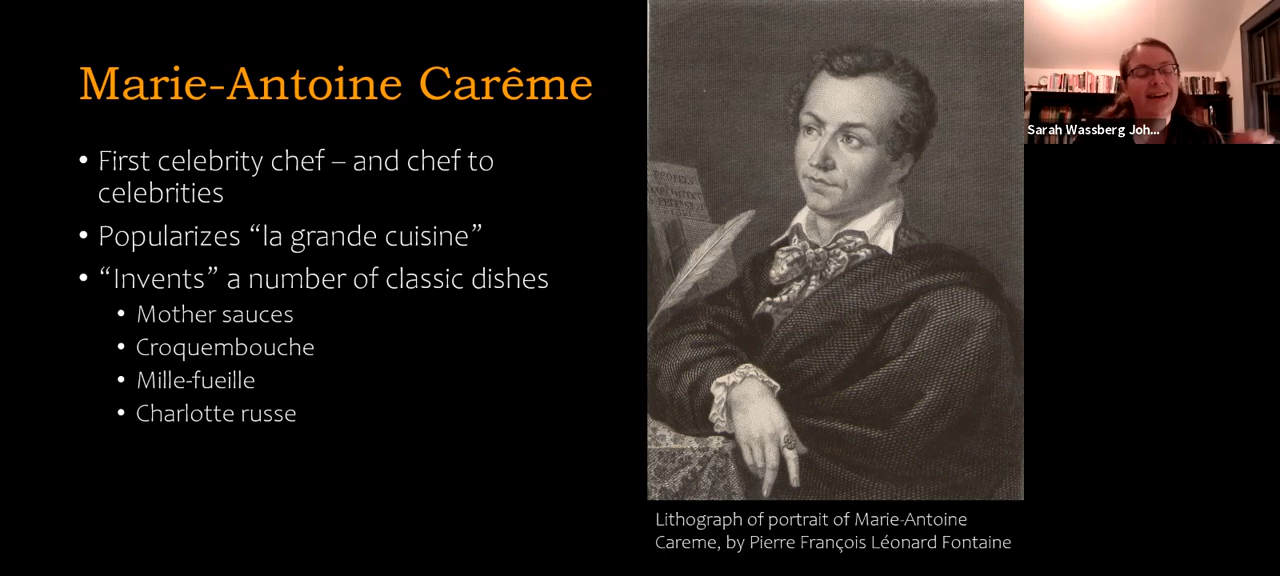 Marie-Antoine Carême
• First celebrity chef – and chef to
celebrities
• Popularizes “la grande cuisine”
• “Invents” a number of classic dishes
• Mother sauces
• Croquembouche
• Mille-fueille
• Charlotte russe
Lithograph of portrait of Marie-Antoine
Careme, by Pierre François Léonard Fontaine
Sarah Wassberg Joh...